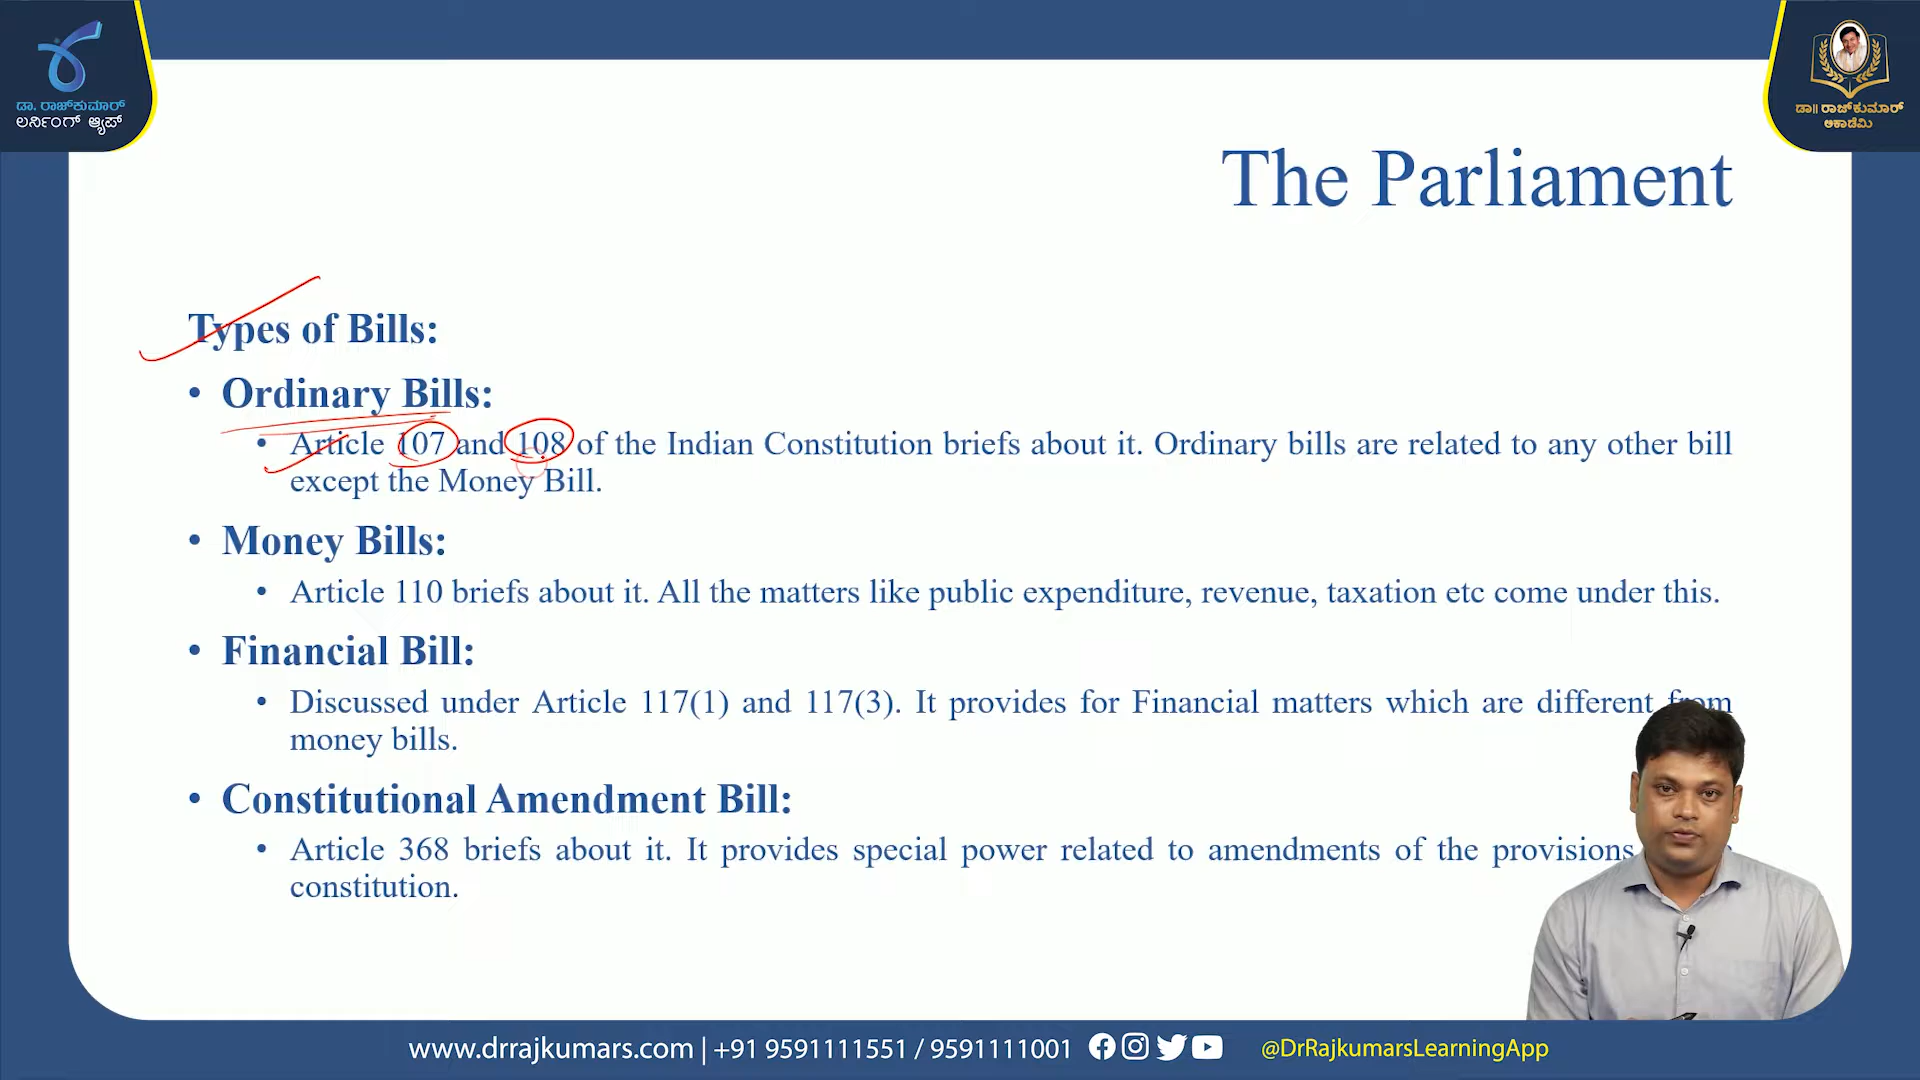 ಡಾ. ರಾಜ್‌ಕುಮಾರ್
ಲರ್ನಿಂಗ್ ಆ್ಯಪ್
ಡಾ|| ರಾಜ್‌ಕುಮಾರ್
ಅಕಾಡೆಮಿ
The Parliament
Types of Bills:
• Ordinary Bills:
• Article 107 and 108 of the Indian Constitution briefs about it. Ordinary bills are related to any other bill
except the Money Bill.
• Money Bills:
• Article 110 briefs about it. All the matters like public expenditure, revenue, taxation etc come under this.
• Financial Bill:
• Discussed under Article 117(1) and 117(3). It provides for Financial matters which are different from
money bills.
• Constitutional Amendment Bill:
• Article 368 briefs about it. It provides special power related to amendments of the provisions
constitution.
www.drrajkumars.com | +91 9591111551 / 9591111001
@DrRajkumarsLearningApp